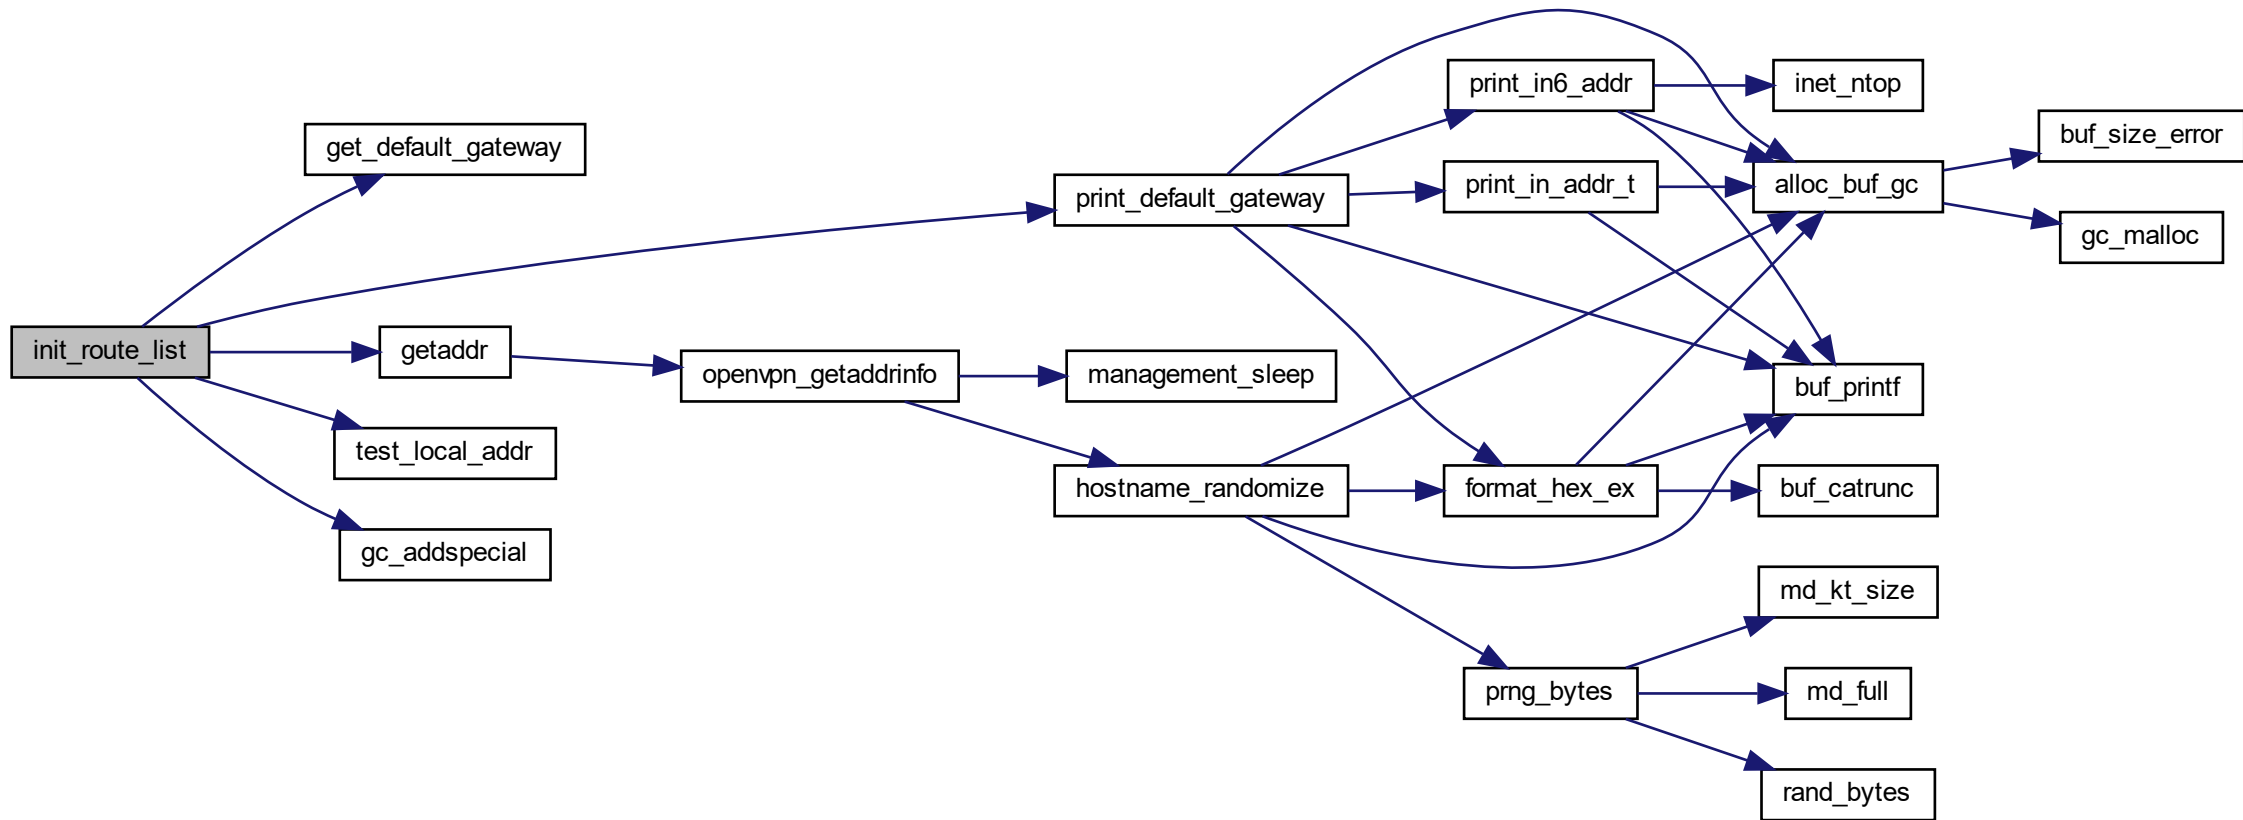 init_route_list
get_default_gateway
getaddr
test_local_addr
gc_addspecial
openvpn_getaddrinfo
print_default_gateway
management_sleep
hostname_randomize
print_in6_addr
print_in_addr_t
format_hex_ex
prng_bytes
inet_ntop
alloc_buf_gc
buf_printf
buf_catrunc
md_kt_size
md_full
rand_bytes
buf_size_error
gc_malloc